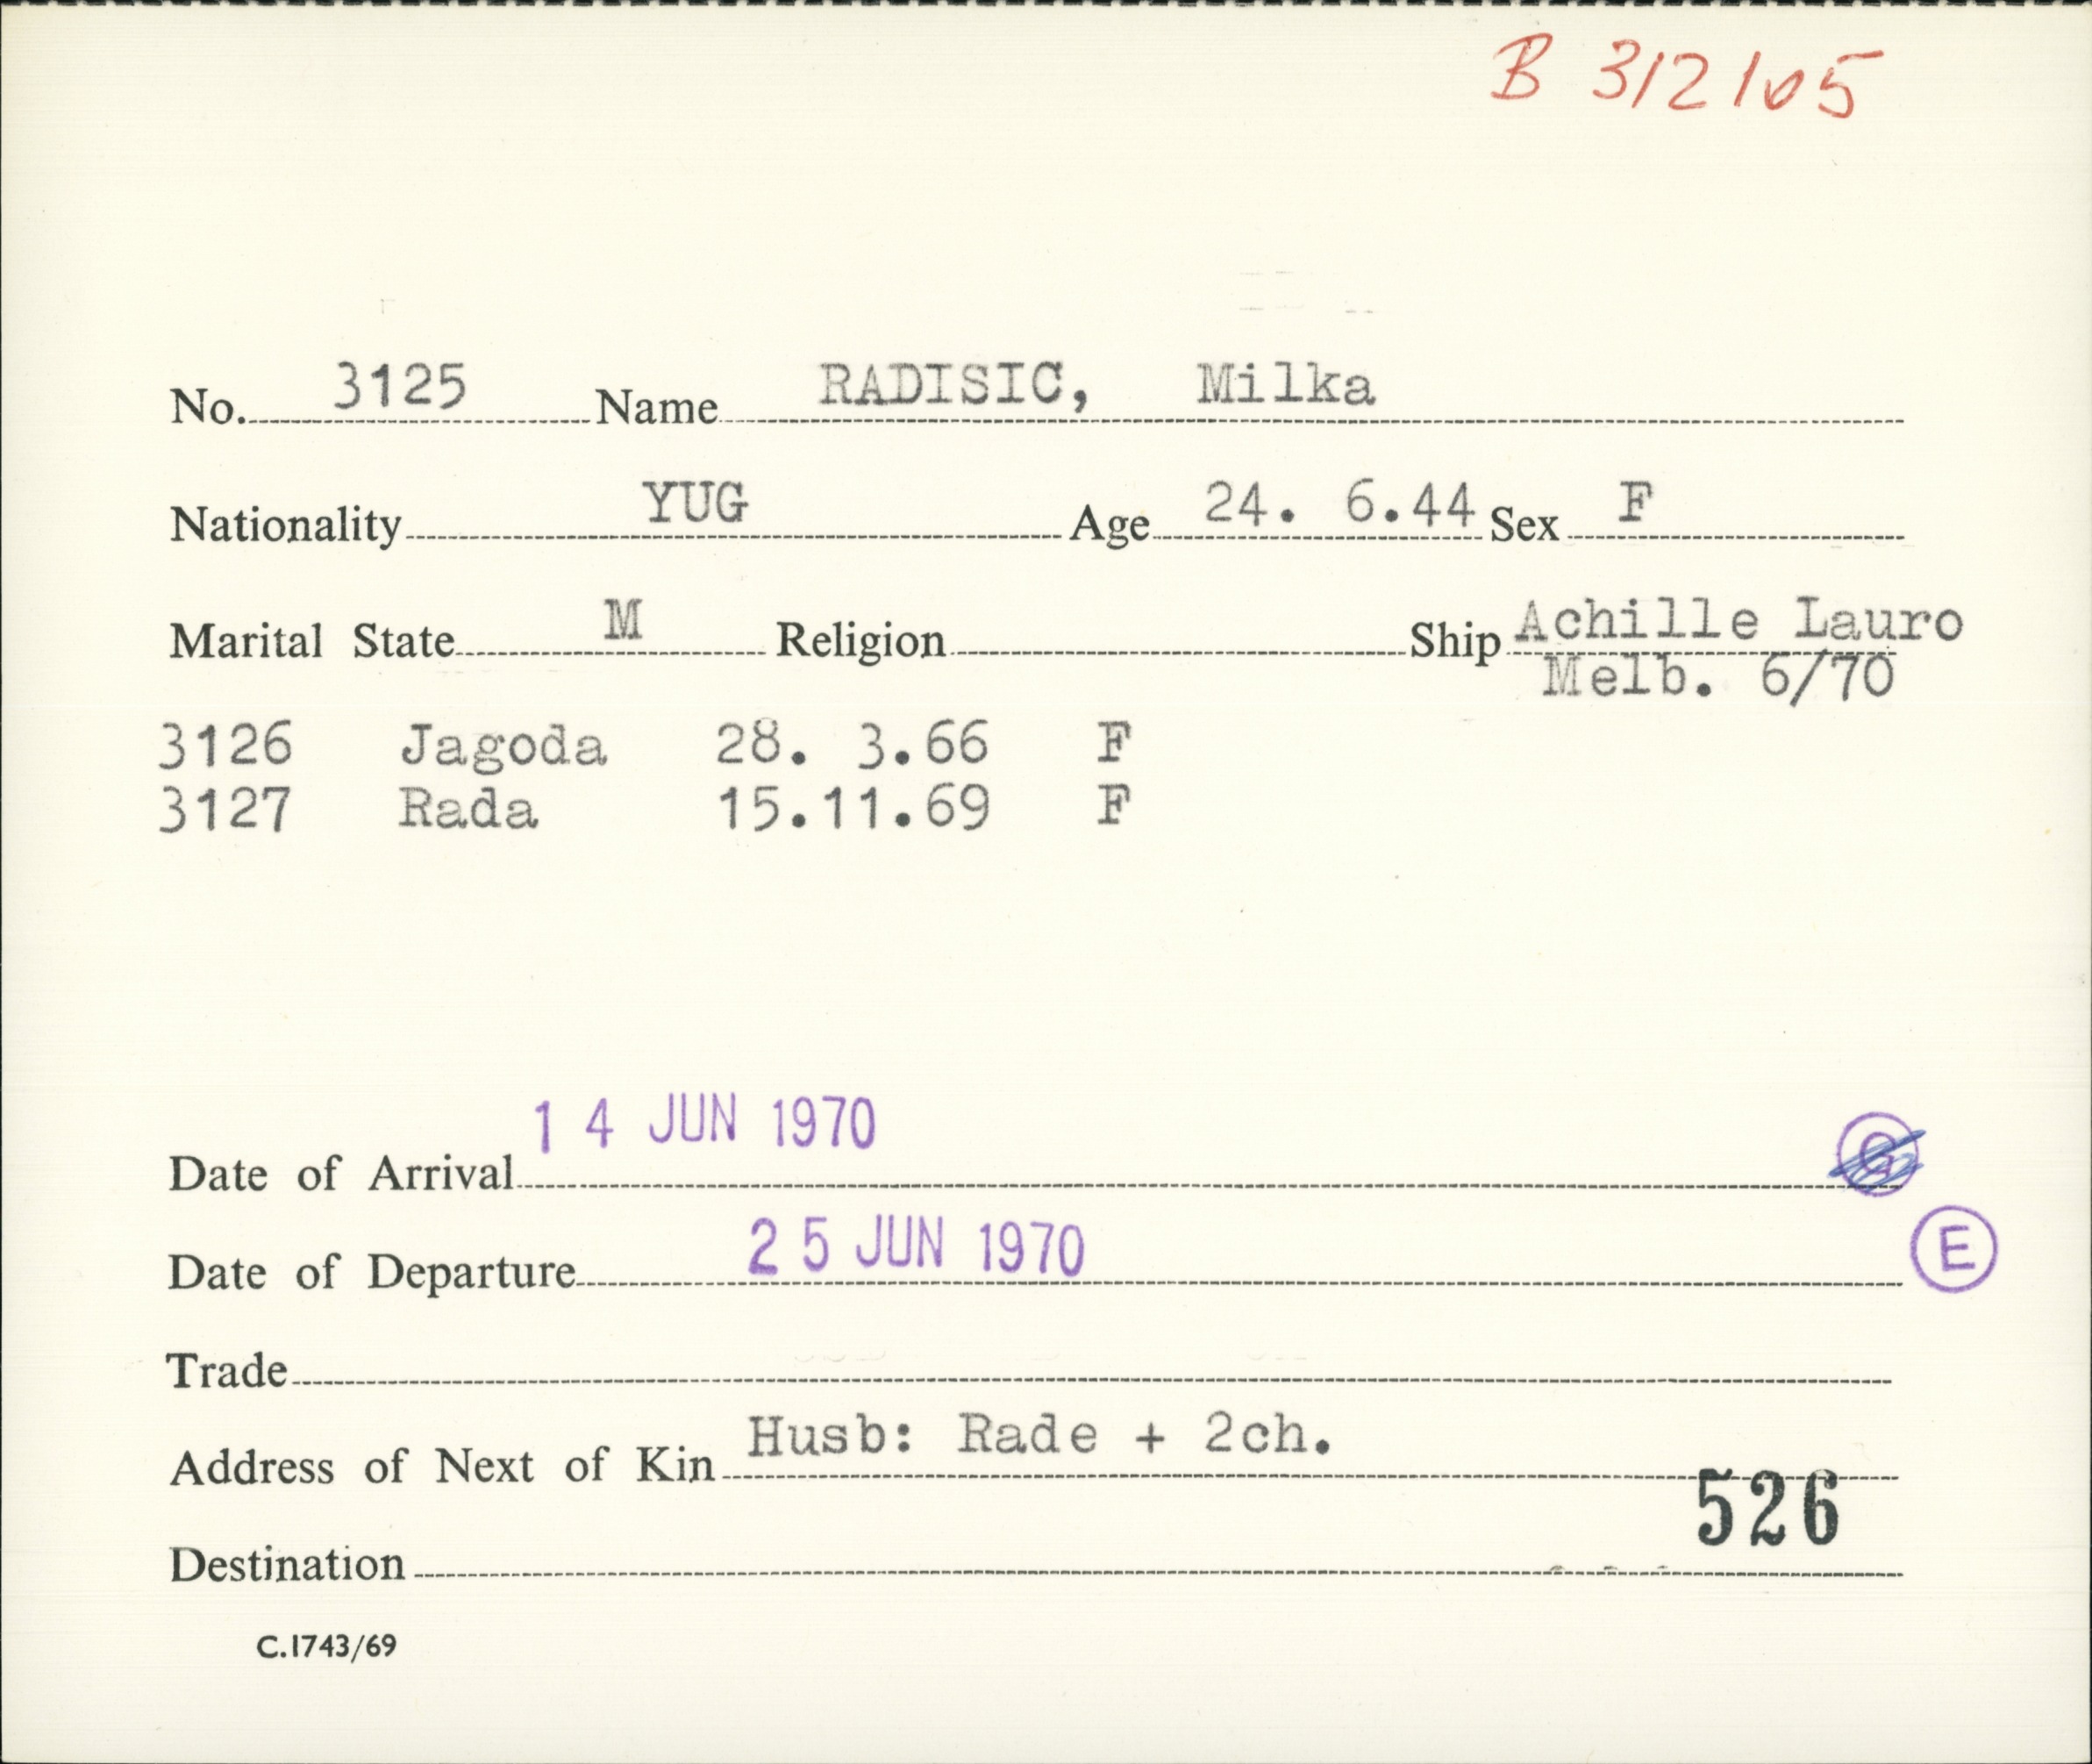 B 312105
No. 3125 Name RADISIC, Milka
Nationality YUG Age 24. 6.44 Sex F
Marital State M Religion Ship Achille Lauro
Melb. 6/70
3126 Jagoda 28. 3.66 F
3127 Rada 15.11.69 F
Date of Arrival 14 JUN 1970
Date of Departure 25 JUN 1970 E
Trade
Address of Next of Kin Husb: Rade + 2ch.
526
Destination
C.1743/69